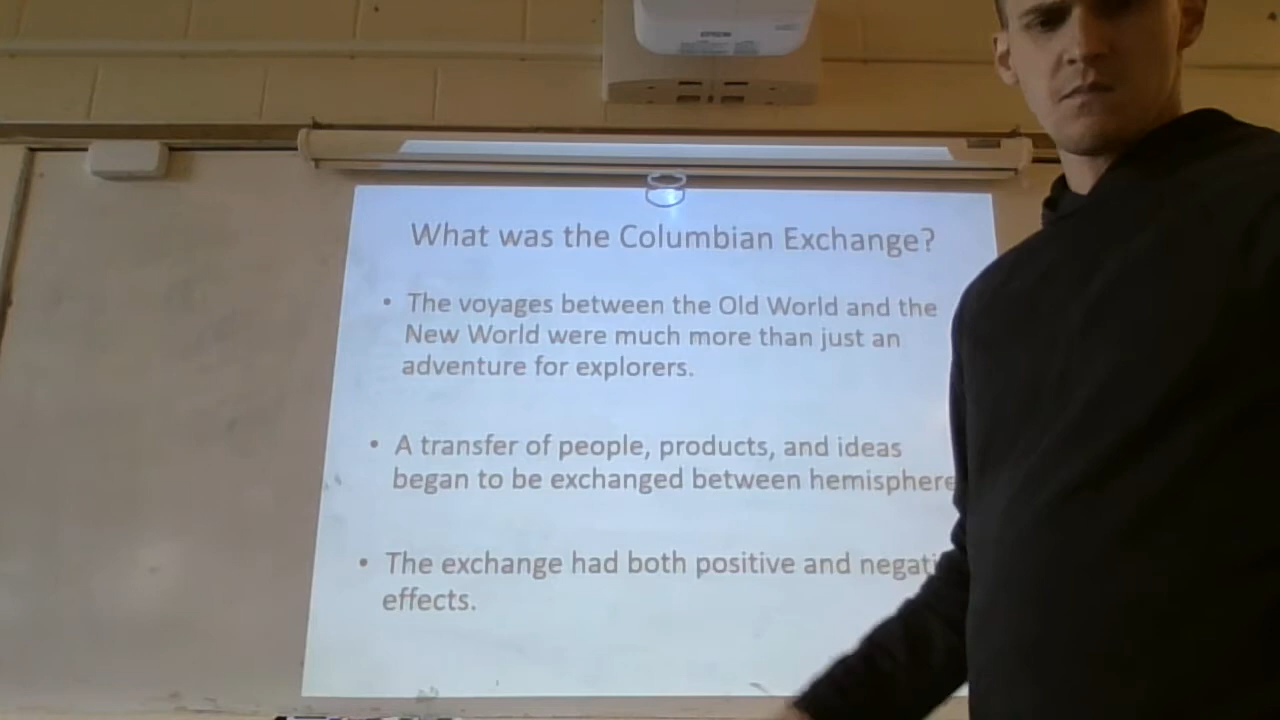 EPSON
What was the Columbian Exchange?
• The voyages between the Old World and the
New World were much more than just an
adventure for explorers.
• A transfer of people, products, and ideas
began to be exchanged between hemisphere
• The exchange had both positive and negati
effects.